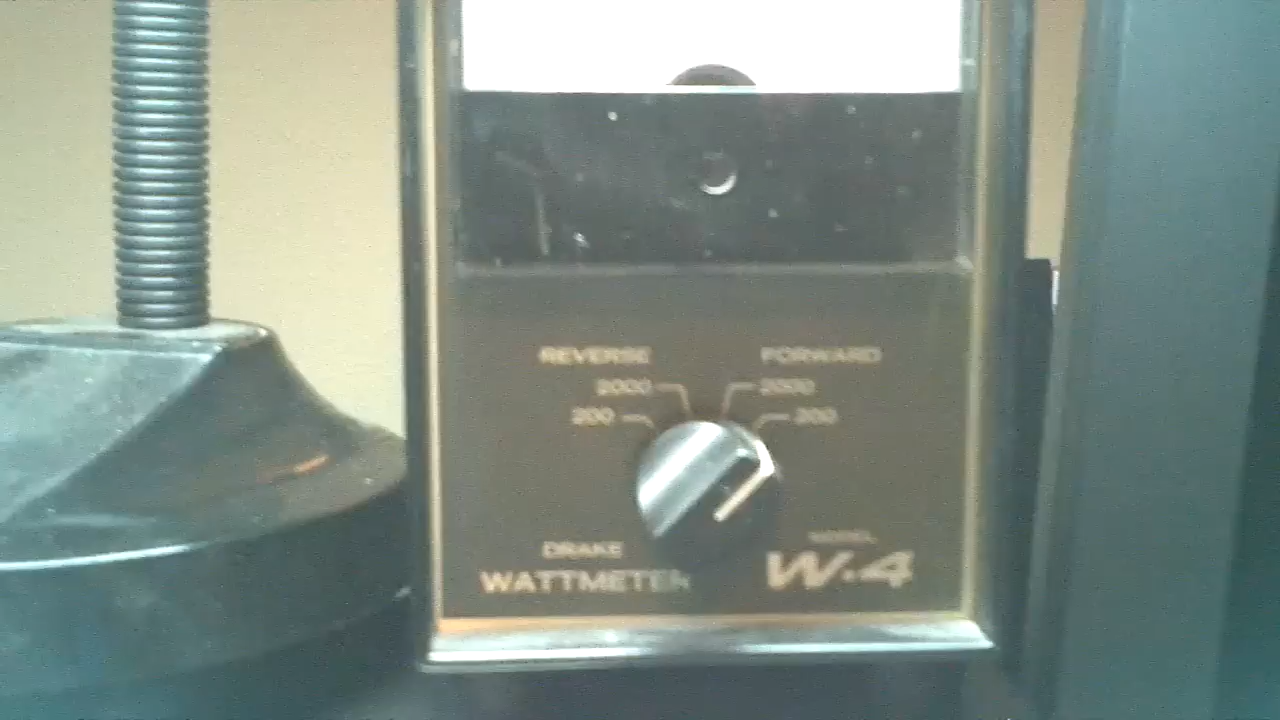 REVERSE FORWARD
2000 2000
200 200
DRAKE
WATTMETER
MODEL
W-4